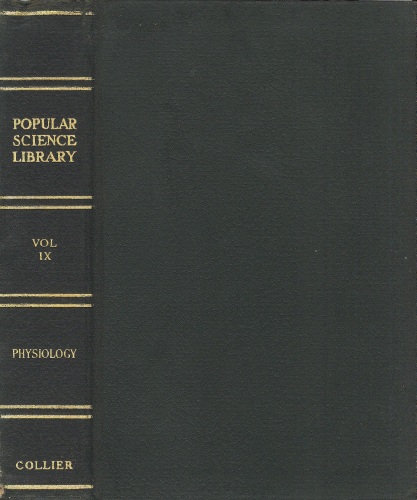 POPULAR
SCIENCE
LIBRARY
VOL
IX
PHYSIOLOGY
COLLIER